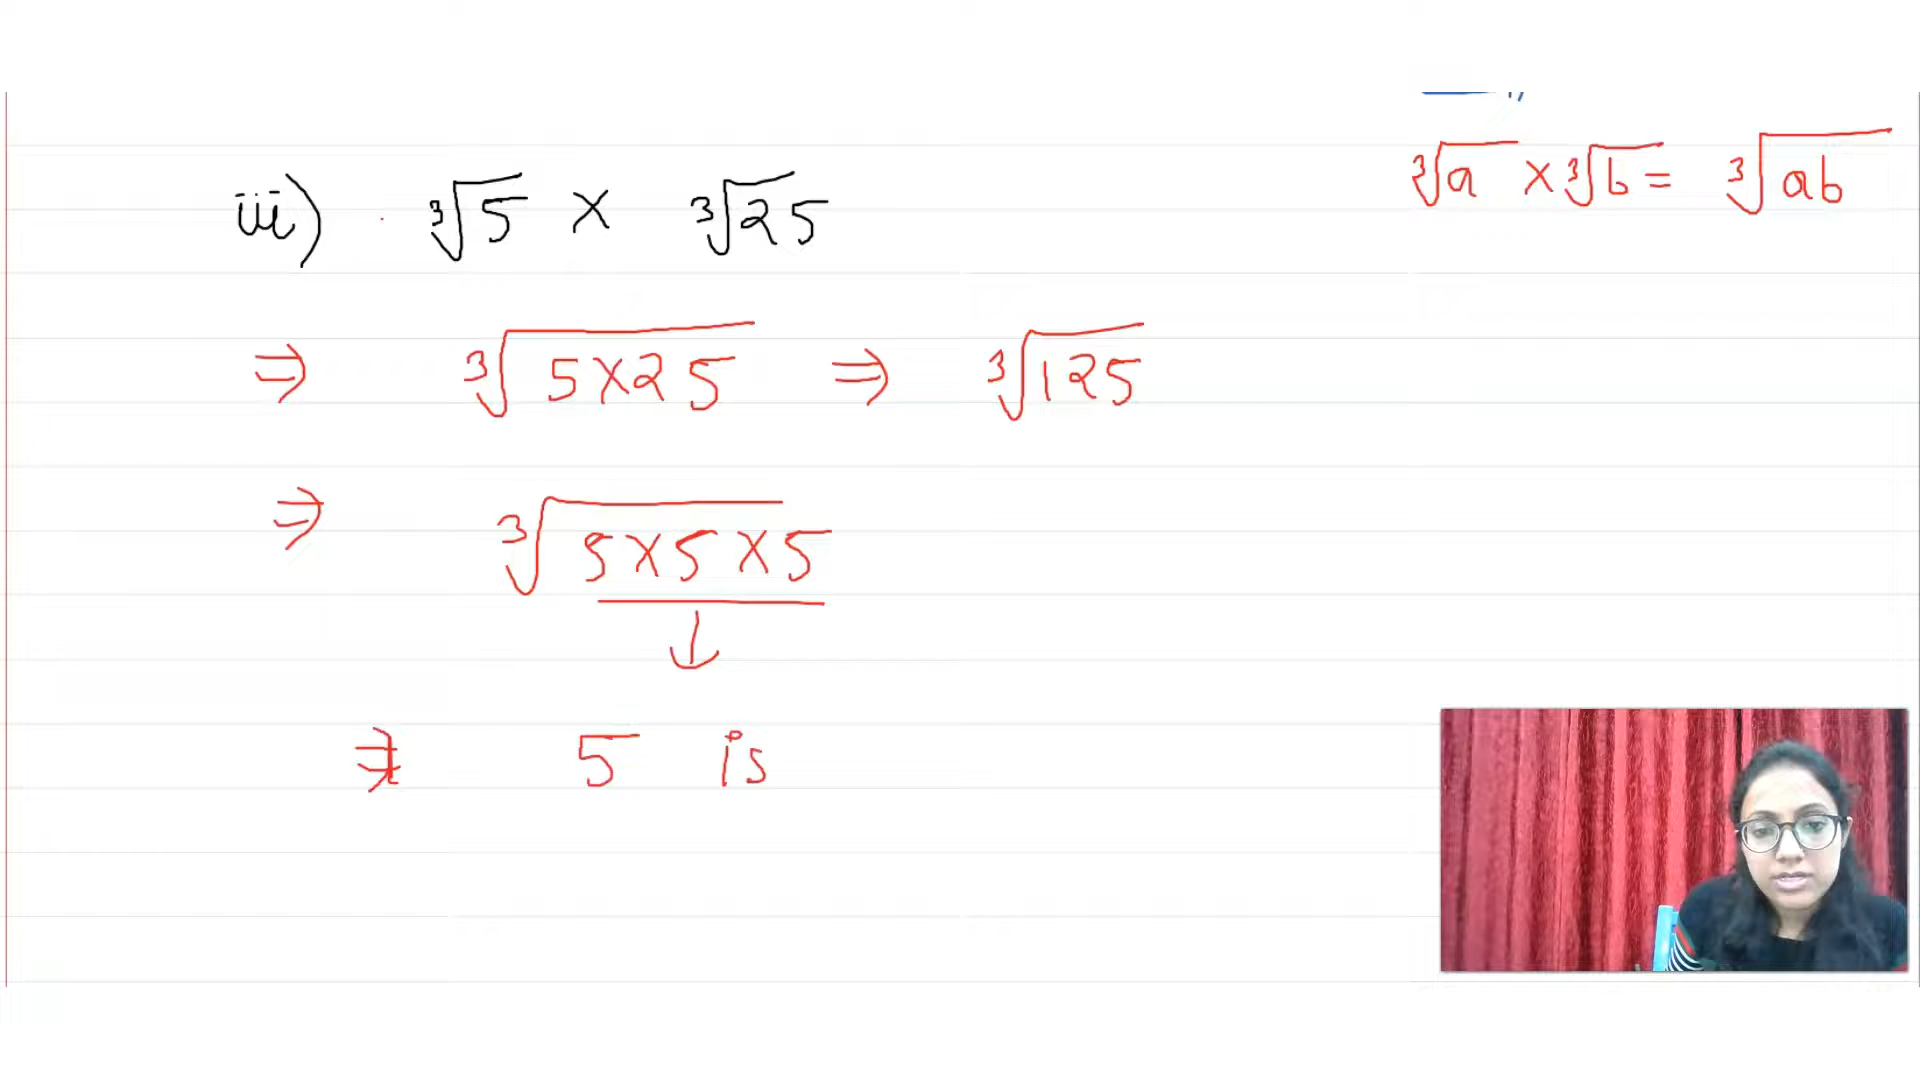 ∛a × ∛b = ∛ab
iii) ∛5 × ∛25
⇒ ∛5×25 ⇒ ∛125
⇒ ∛5×5×5
↓
⇒ 5 is